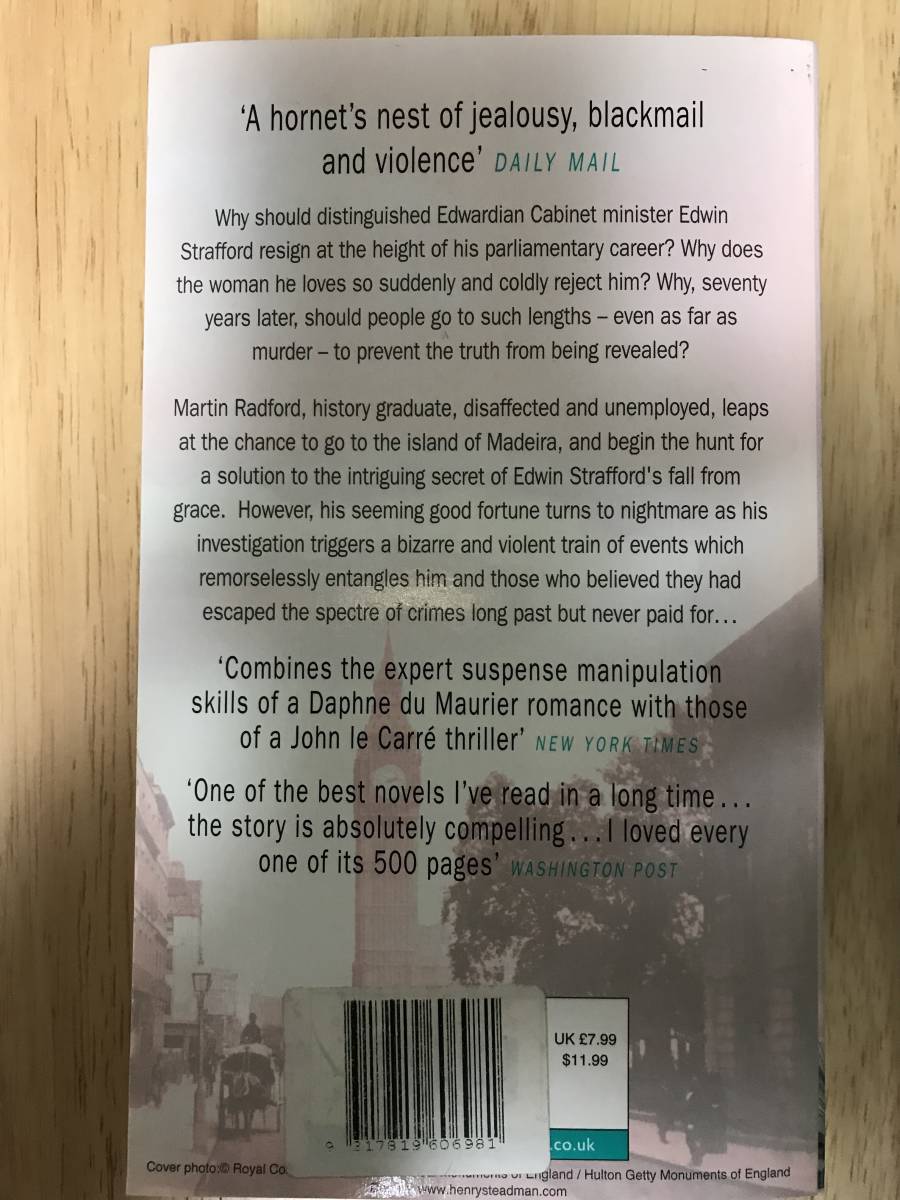 ‘A hornet’s nest of jealousy, blackmail
and violence’ DAILY MAIL
Why should distinguished Edwardian Cabinet minister Edwin
Strafford resign at the height of his parliamentary career? Why does
the woman he loves so suddenly and coldly reject him? Why, seventy
years later, should people go to such lengths – even as far as
murder – to prevent the truth from being revealed?
Martin Radford, history graduate, disaffected and unemployed, leaps
at the chance to go to the island of Madeira, and begin the hunt for
a solution to the intriguing secret of Edwin Strafford's fall from
grace. However, his seeming good fortune turns to nightmare as his
investigation triggers a bizarre and violent train of events which
remorselessly entangles him and those who believed they had
escaped the spectre of crimes long past but never paid for...
‘Combines the expert suspense manipulation
skills of a Daphne du Maurier romance with those
of a John le Carré thriller’ NEW YORK TIMES
‘One of the best novels I’ve read in a long time...
the story is absolutely compelling...I loved every
one of its 500 pages’ WASHINGTON POST
UK £7.99
$11.99
317819 606981
.co.uk
Cover photo:© Royal Co England / Hulton Getty Monuments of England
www.henrysteadman.com